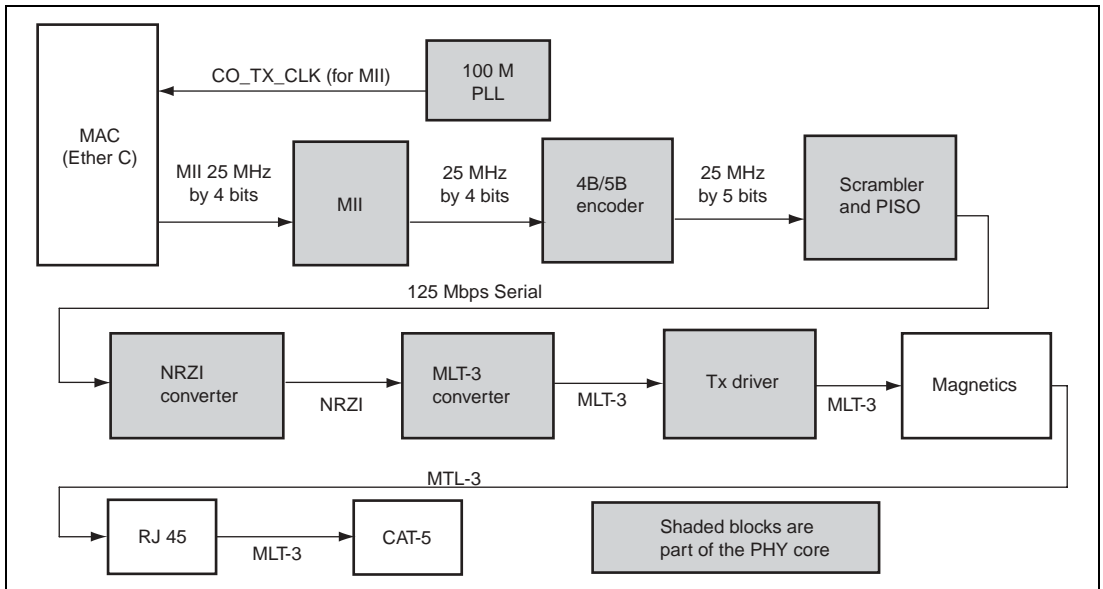 CO_TX_CLK (for MII)
100 M
PLL
MAC
(Ether C)
MII 25 MHz
by 4 bits
MII
25 MHz
by 4 bits
4B/5B
encoder
25 MHz
by 5 bits
Scrambler
and PISO
125 Mbps Serial
NRZI
converter
NRZI
MLT-3
converter
MLT-3
Tx driver
MLT-3
Magnetics
MTL-3
RJ 45
MLT-3
CAT-5
Shaded blocks are
part of the PHY core